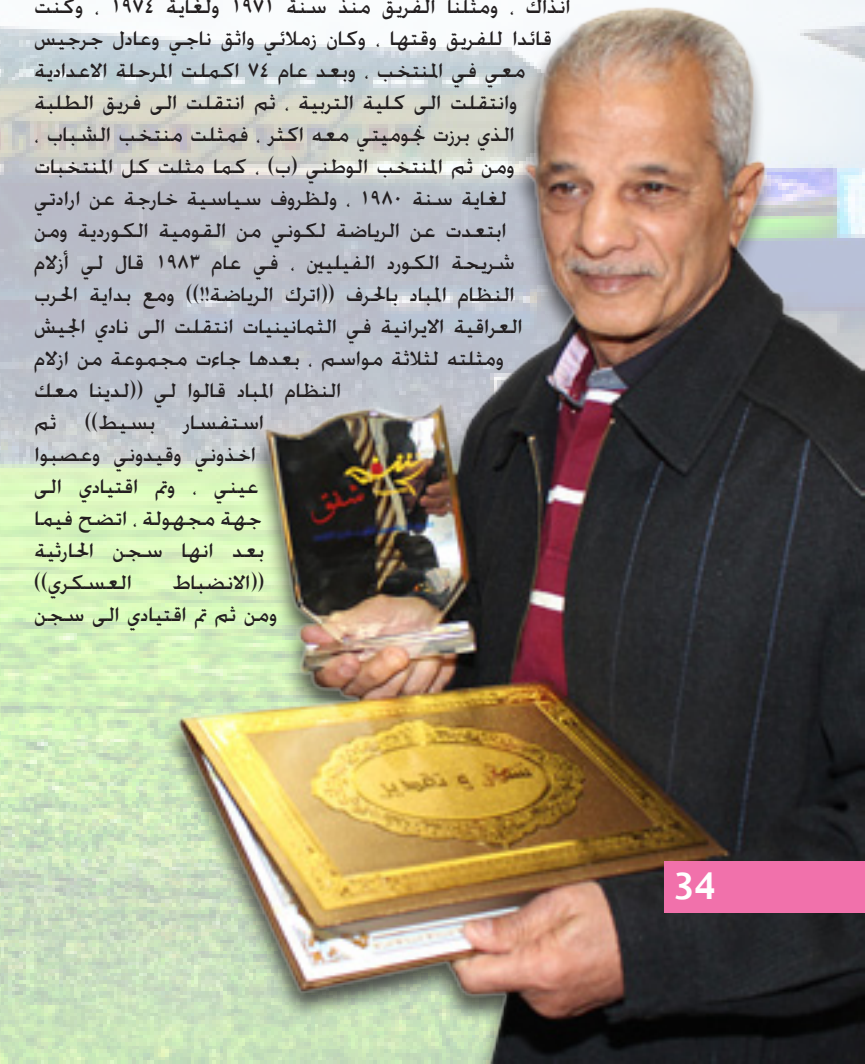 انذاك . ومثلنا الفريق منذ سنة ١٩٧١ ولغاية ١٩٧٤ . وكنت
قائدا للفريق وقتها . وكان زملائي واثق ناجي وعادل جرجيس
معي في المنتخب . وبعد عام ٧٤ اكملت المرحلة الاعدادية
وانتقلت الى كلية التربية . ثم انتقلت الى فريق الطلبة
الذي برزت نجوميتي معه اكثر . فمثلت منتخب الشباب .
ومن ثم المنتخب الوطني (ب) . كما مثلت كل المنتخبات
لغاية سنة ١٩٨٠ . ولظروف سياسية خارجة عن ارادتي
ابتعدت عن الرياضة لكوني من القومية الكوردية ومن
شريحة الكورد الفيليين . في عام ١٩٨٣ قال لي أزلام
النظام المباد بالحرف ((اترك الرياضة!!)) ومع بداية الحرب
العراقية الايرانية في الثمانينيات انتقلت الى نادي الجيش
ومثلته لثلاثة مواسم . بعدها جاءت مجموعة من ازلام
النظام المباد قالوا لي ((لدينا معك
استفسار بسيط)) ثم
اخذوني وقيدوني وعصبوا
عيني . وتم اقتيادي الى
جهة مجهولة . اتضح فيما
بعد انها سجن الحارثية
((الانضباط العسكري))
ومن ثم تم اقتيادي الى سجن
شفق
شكر و تقدير
34